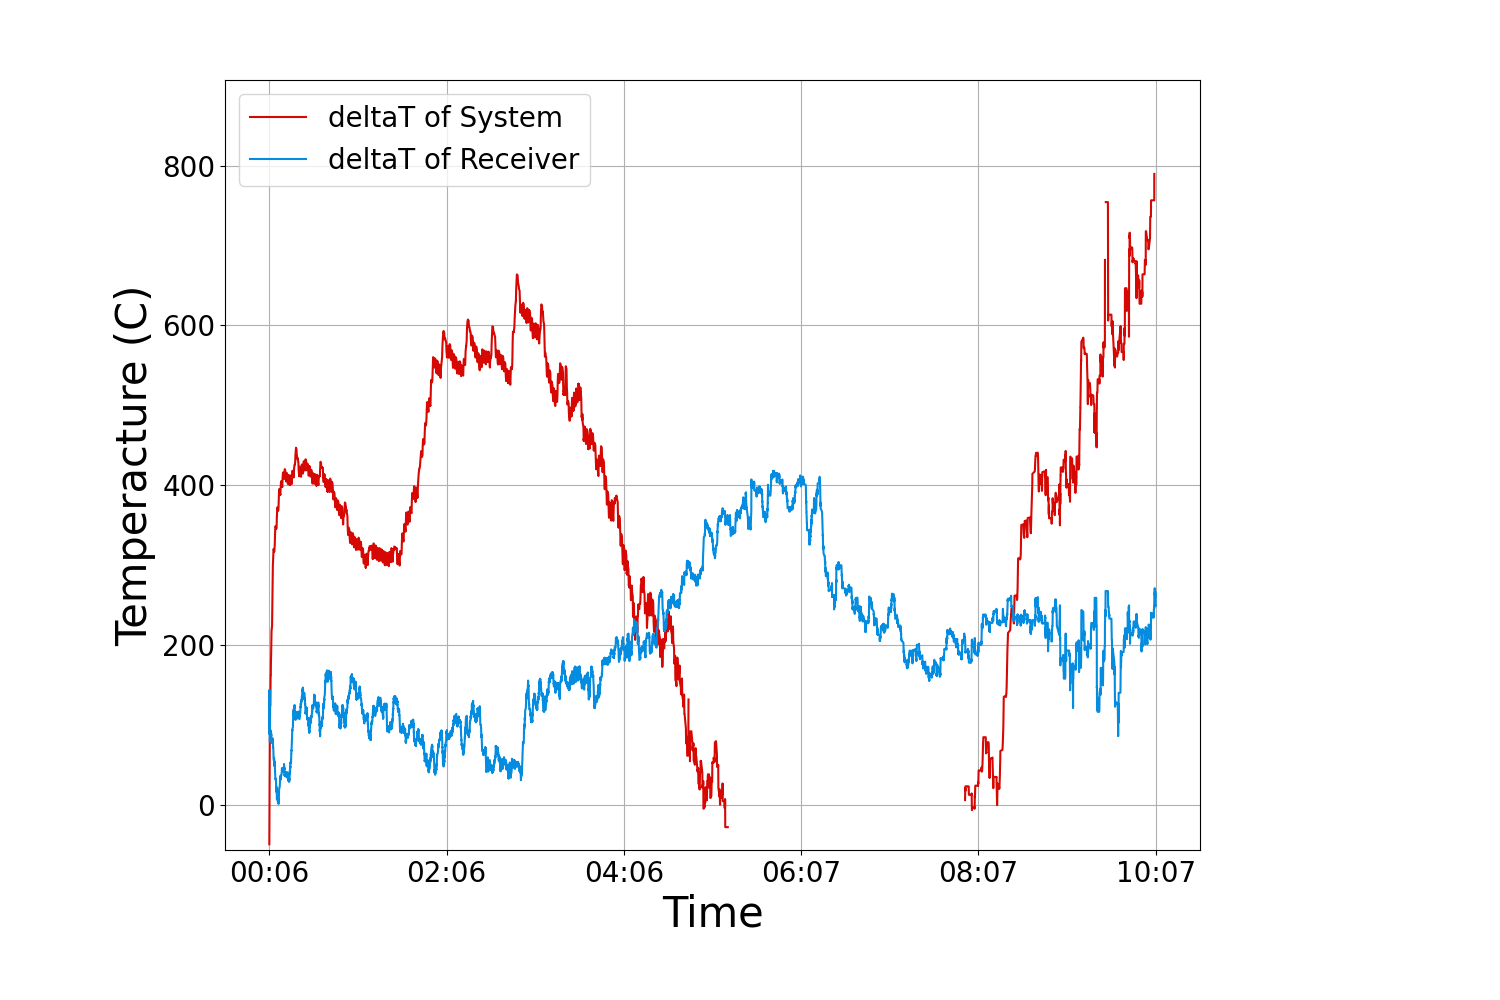 deltaT of System
deltaT of Receiver
800
600
400
200
0
Temperacture (C)
00:06 02:06 04:06 06:07 08:07 10:07
Time